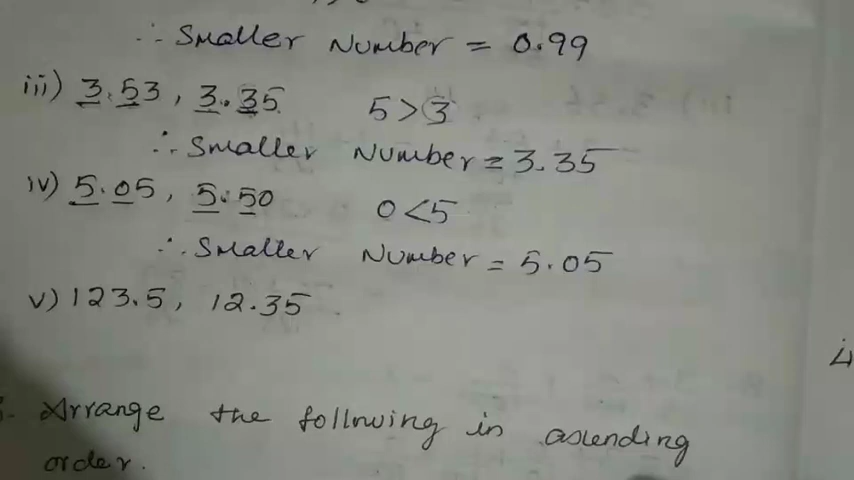 ∴ Smaller Number = 0.99
iii) 3.53, 3.35 5>3
∴ Smaller Number = 3.35
iv) 5.05, 5.50 0<5
∴ Smaller Number = 5.05
v) 123.5, 12.35
Arrange the following in ascending
order.